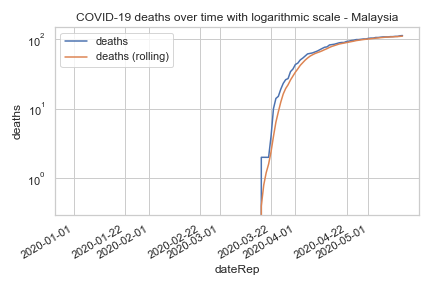 COVID-19 deaths over time with logarithmic scale - Malaysia
deaths
deaths (rolling)
10²
10¹
10⁰
deaths
2020-01-01
2020-01-22
2020-02-01
2020-02-22
2020-03-01
2020-03-22
2020-04-01
2020-04-22
2020-05-01
dateRep